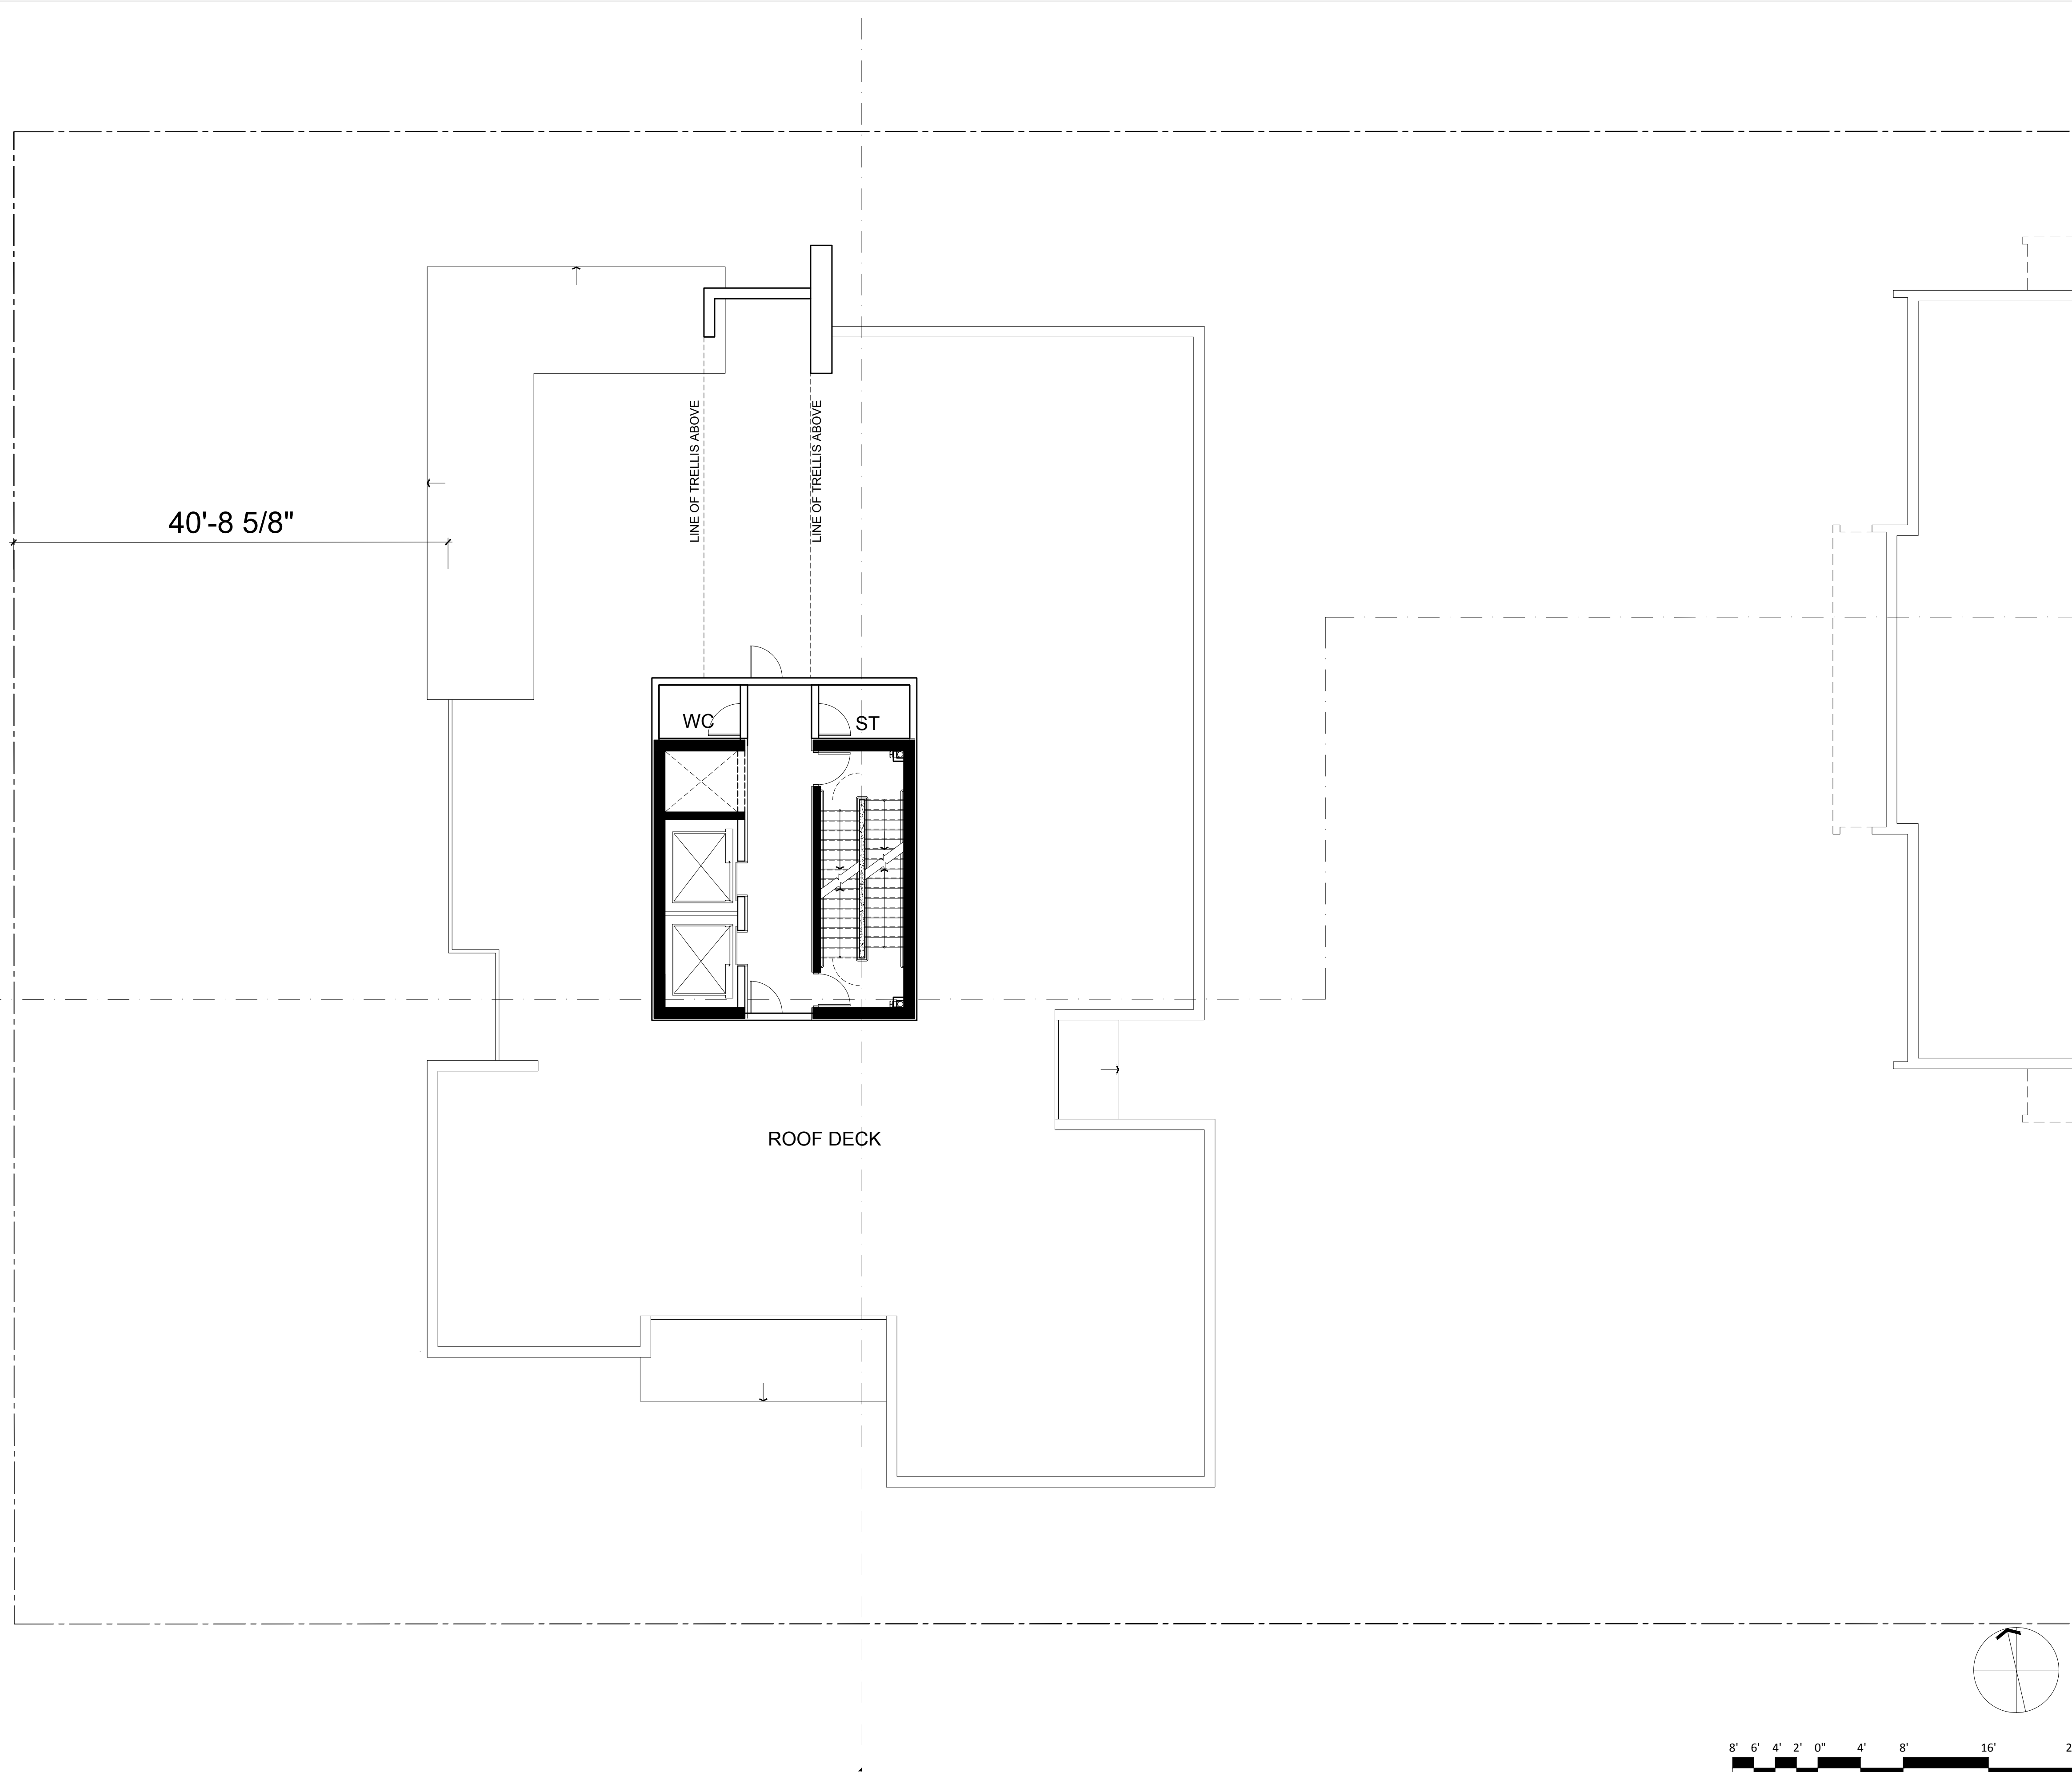 LINE OF TRELLIS ABOVE
LINE OF TRELLIS ABOVE
40'-8 5/8"
WC
ST
ROOF DECK
8' 6' 4' 2' 0" 4' 8' 16'